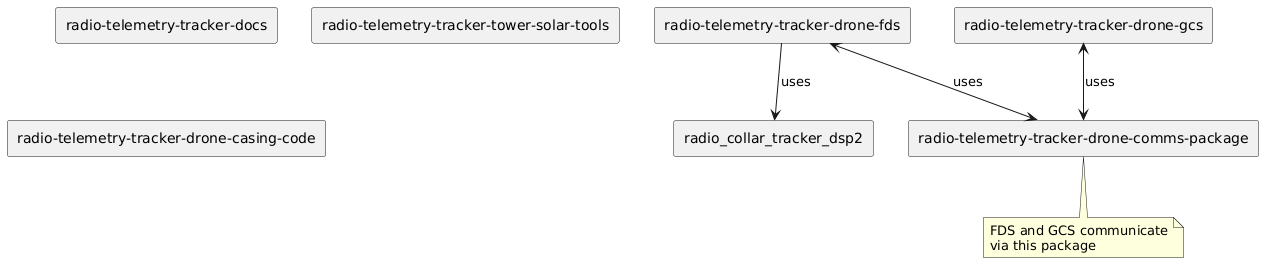 radio-telemetry-tracker-docs
radio-telemetry-tracker-tower-solar-tools
radio-telemetry-tracker-drone-fds
radio-telemetry-tracker-drone-gcs
uses
uses
uses
radio-telemetry-tracker-drone-casing-code
radio_collar_tracker_dsp2
radio-telemetry-tracker-drone-comms-package
FDS and GCS communicate
via this package